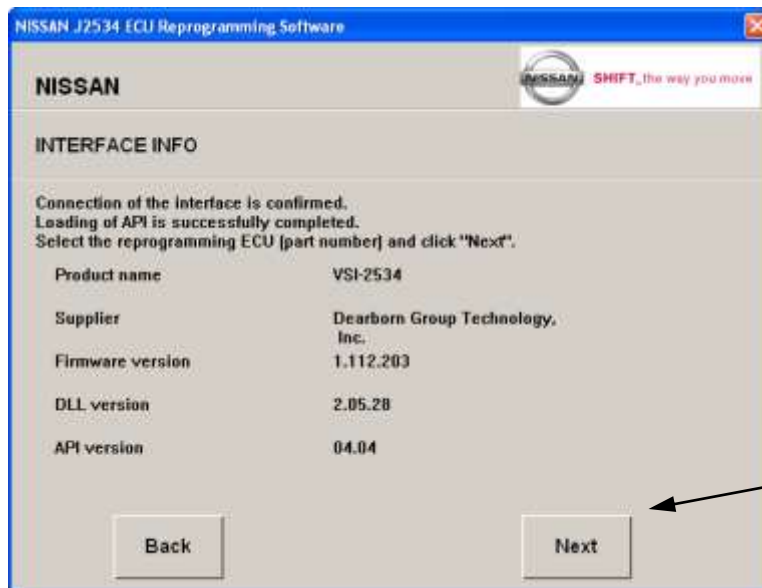 NISSAN J2534 ECU Reprogramming Software
NISSAN
NISSAN SHIFT_the way you move
INTERFACE INFO
Connection of the interface is confirmed.
Loading of API is successfully completed.
Select the reprogramming ECU (part number) and click "Next".
Product name VSI-2534
Supplier Dearborn Group Technology,
Inc.
Firmware version 1.112.203
DLL version 2.05.28
API version 04.04
Back Next